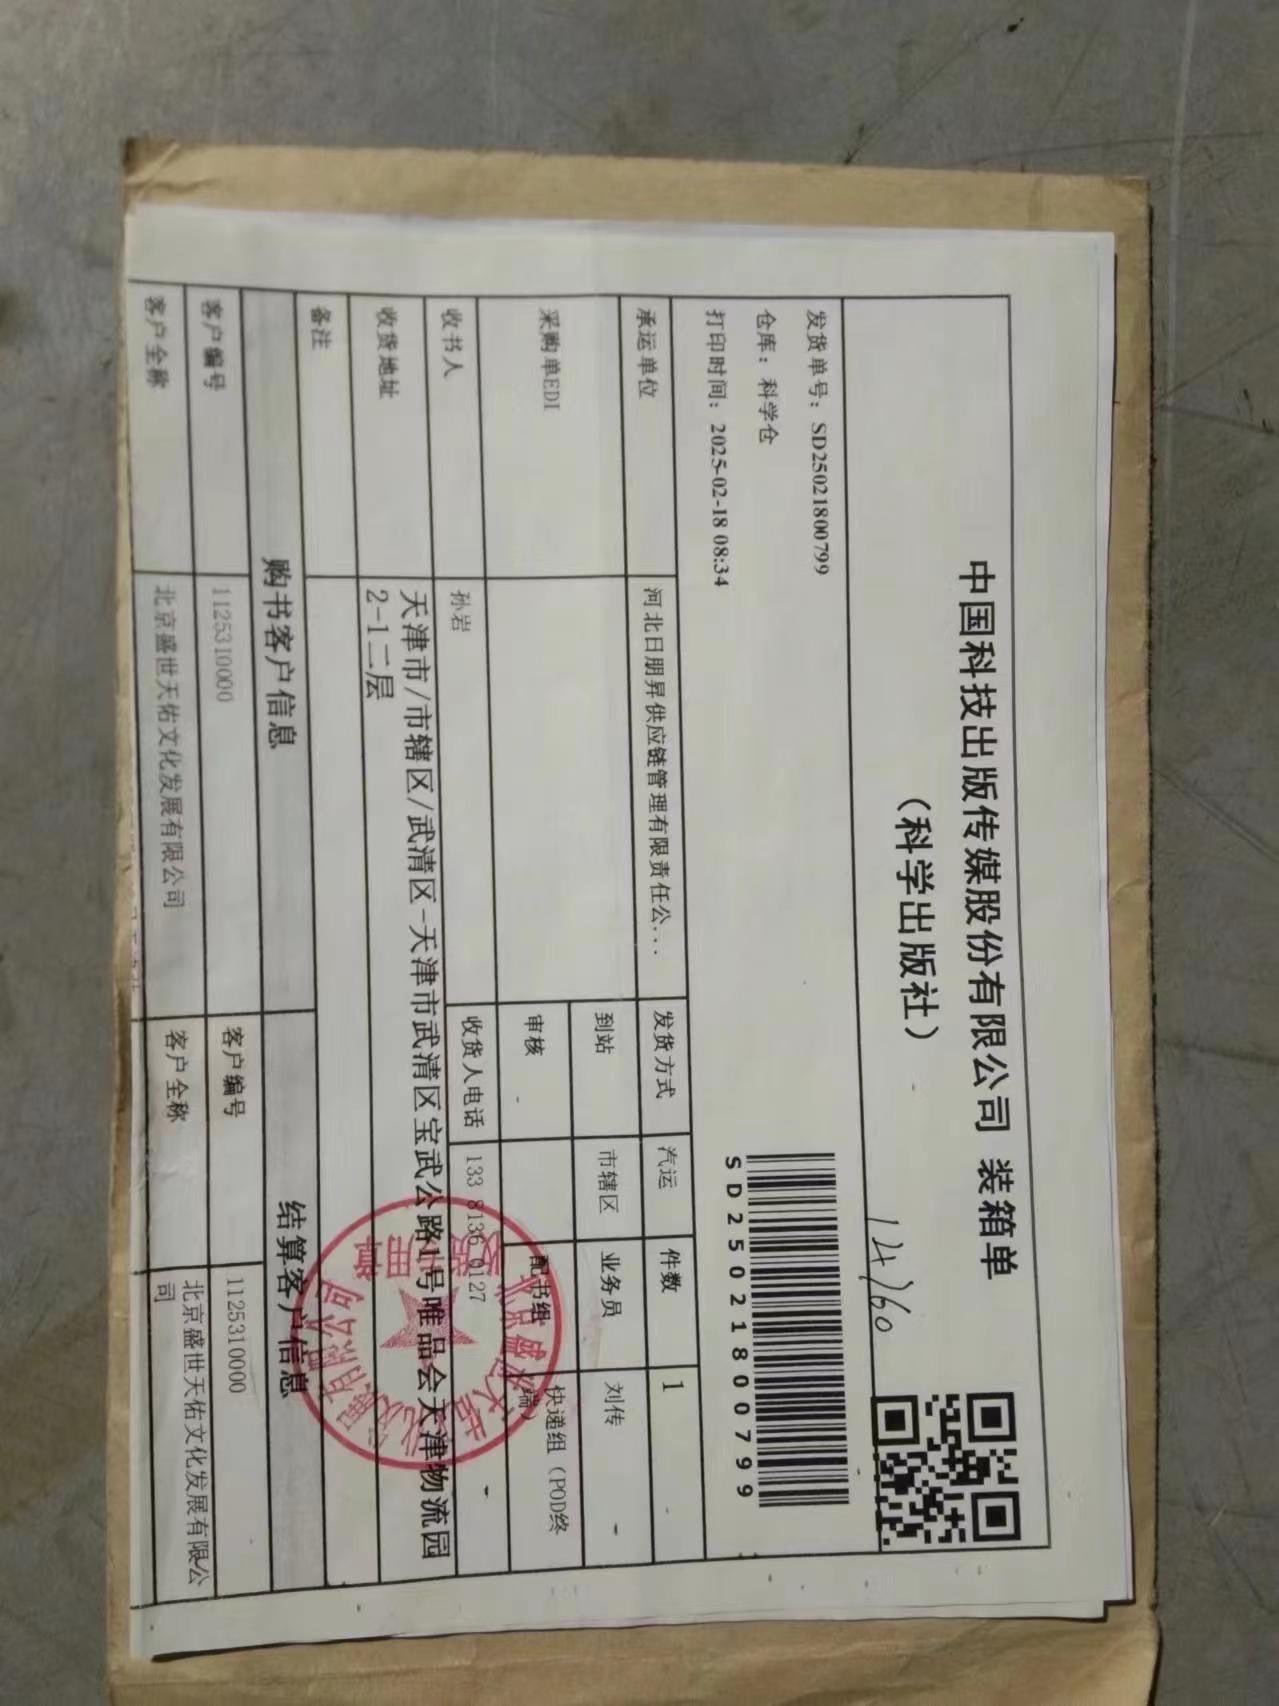 中国科技出版传媒股份有限公司 装箱单
（科学出版社）
14/60
发货单号：SD2502180079​9
仓库：科学仓
打印时间：2025-02-18 08:34
SD25021800799
承运单位 河北日朋昇供应链管理有限责任公... 发货方式 汽运 件数 1
采购单EDI 到站 市辖区 业务员 刘传
审核 配书组 快递组（POD终端）
收书人 孙岩 收货人电话 133 8136 0127
收货地址 天津市/市辖区/武清区-天津市武清区宝武公路1号唯品会天津物流园
2-1二层
备注
购书客户信息 结算客户信息
客户编号 1125310000 客户编号 1125310000
客户全称 北京盛世天佑文化发展有限公司 客户全称 北京盛世天佑文化发展有限公司